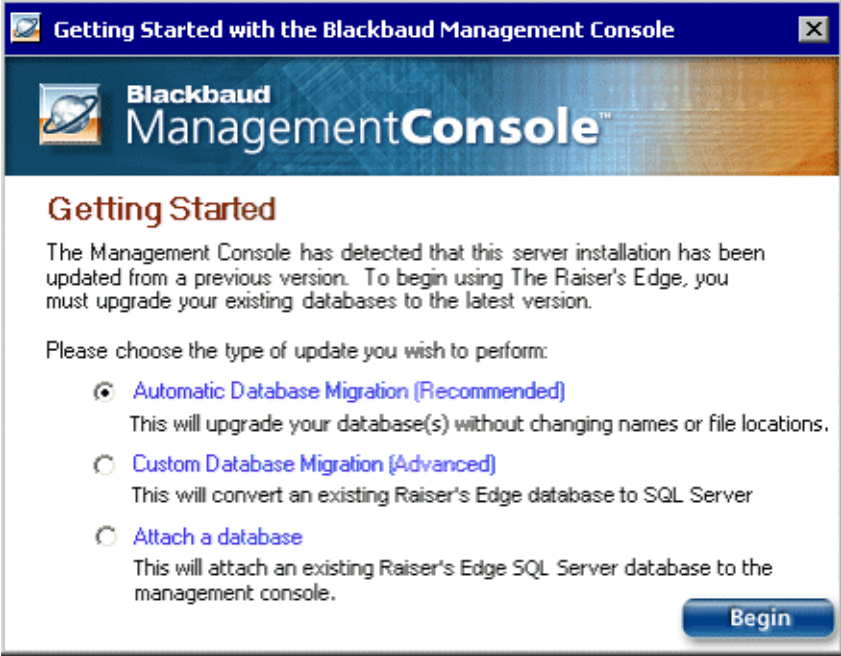 Getting Started with the Blackbaud Management Console
Blackbaud
ManagementConsole™
Getting Started
The Management Console has detected that this server installation has been
updated from a previous version. To begin using The Raiser's Edge, you
must upgrade your existing databases to the latest version.
Please choose the type of update you wish to perform:
Automatic Database Migration (Recommended)
This will upgrade your database(s) without changing names or file locations.
Custom Database Migration (Advanced)
This will convert an existing Raiser's Edge database to SQL Server
Attach a database
This will attach an existing Raiser's Edge SQL Server database to the
management console.
Begin